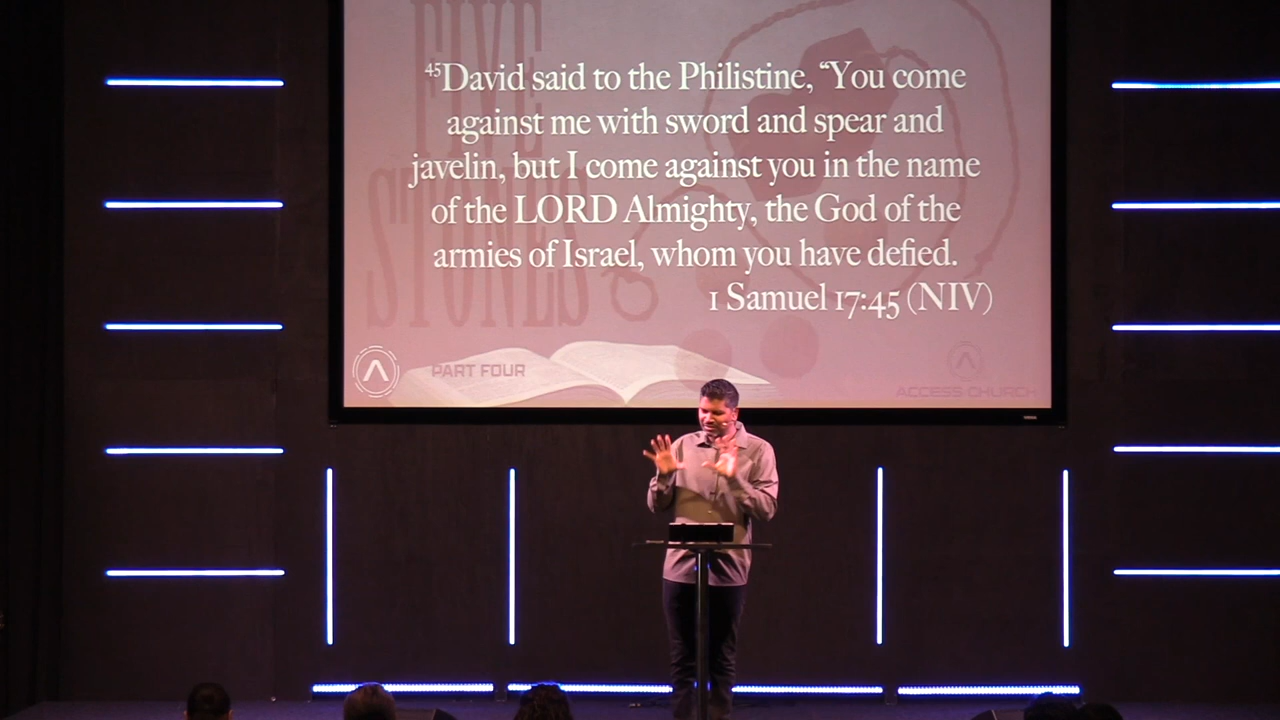 FIVE
STONES
⁴⁵David said to the Philistine, “You come
against me with sword and spear and
javelin, but I come against you in the name
of the LORD Almighty, the God of the
armies of Israel, whom you have defied.
1 Samuel 17:45 (NIV)
PART FOUR
ACCESS CHURCH